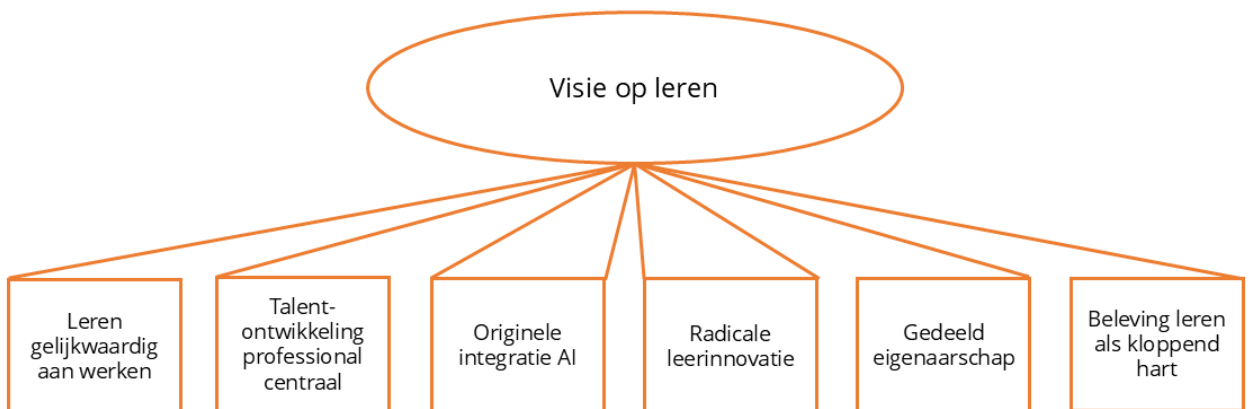 Visie op leren
Leren
gelijkwaardig
aan werken
Talent-
ontwikkeling
professional
centraal
Originele
integratie AI
Radicale
leerinnovatie
Gedeeld
eigenaarschap
Beleving leren
als kloppend
hart